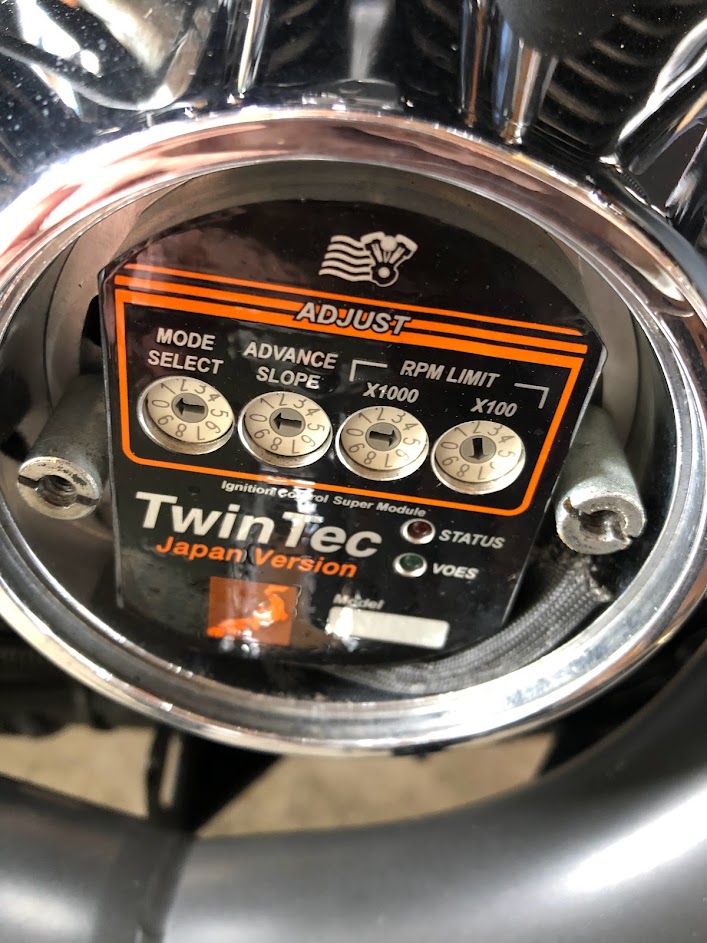 ADJUST
MODE SELECT
ADVANCE SLOPE
RPM LIMIT
X1000
X100
Ignition Control Super Module
TwinTec
Japan Version
STATUS
VOES
Model